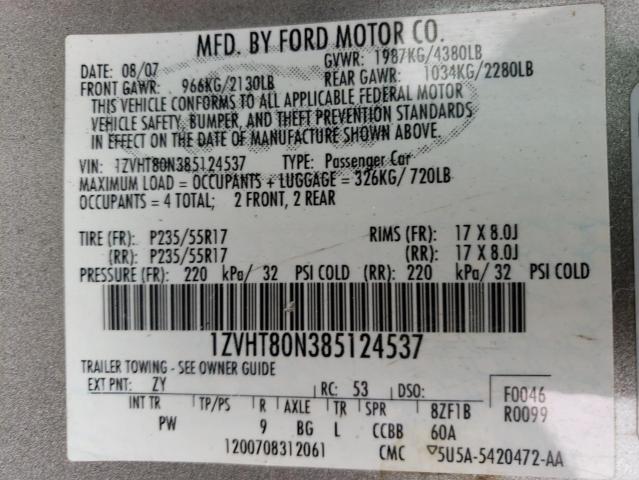 MFD. BY FORD MOTOR CO.
DATE: 08/07 GVWR: 1987KG/4380LB
FRONT GAWR: 966KG/2130LB REAR GAWR: 1034KG/2280LB
THIS VEHICLE CONFORMS TO ALL APPLICABLE FEDERAL MOTOR
VEHICLE SAFETY, BUMPER, AND THEFT PREVENTION STANDARDS
IN EFFECT ON THE DATE OF MANUFACTURE SHOWN ABOVE.
VIN: 1ZVHT80N385124537 TYPE: Passenger Car
MAXIMUM LOAD = OCCUPANTS + LUGGAGE = 326KG/ 720LB
OCCUPANTS = 4 TOTAL; 2 FRONT, 2 REAR
TIRE (FR): P235/55R17 RIMS (FR): 17 X 8.0J
(RR): P235/55R17 (RR): 17 X 8.0J
PRESSURE (FR): 220 kPa/ 32 PSI COLD (RR): 220 kPa/ 32 PSI COLD
1ZVHT80N385124537
TRAILER TOWING - SEE OWNER GUIDE
EXT PNT: ZY RC: 53 DSO: F0046
INT TR TP/PS R AXLE TR SPR 8ZF1B R0099
PW 9 BG L CCBB 60A
1200708312061 CMC ▽5U5A-5420472-AA